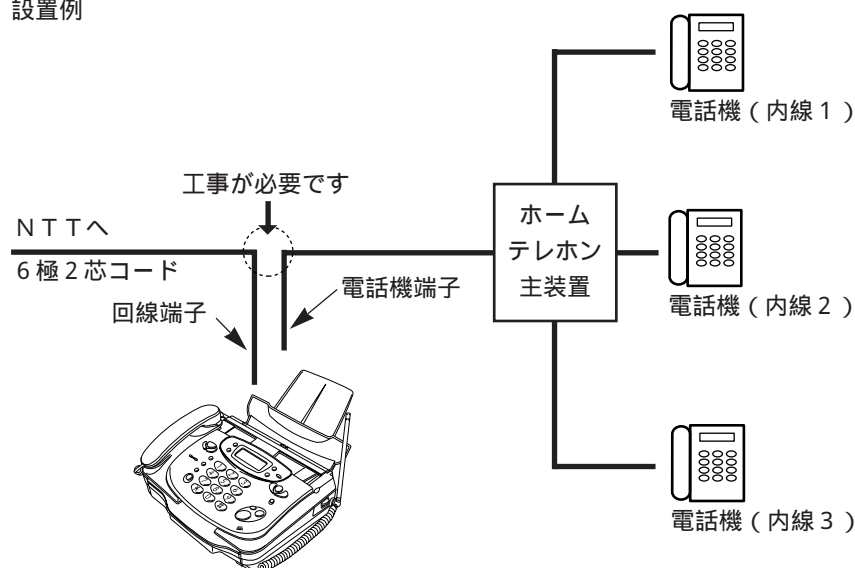 設置例
電話機(内線1)
工事が必要です
NTTへ
6極2芯コード
回線端子
電話機端子
ホーム
テレホン
主装置
電話機(内線2)
電話機(内線3)